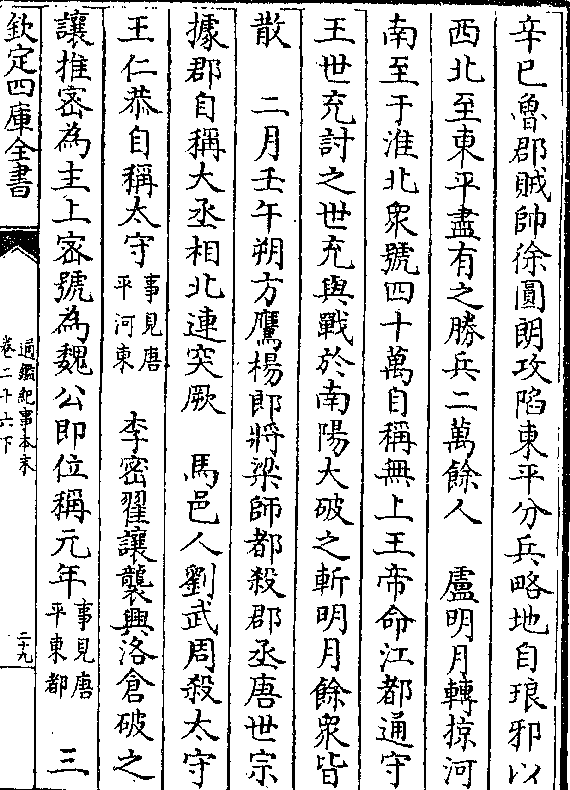 辛巳魯郡賊帥徐圓朗攻陷東平分兵略地自琅邪以
西北至東平盡有之勝兵二萬餘人　盧明月轉掠河
南至于淮北衆號四十萬自稱無上王帝命江都通守
王世充討之世充與戰於南陽大破之斬明月餘衆皆
散　二月壬午朔方鷹楊郎將梁師都殺郡丞唐世宗
據郡自稱大丞相北連突厥　馬邑人劉武周殺太守
王仁恭自稱太守事見唐平河東　李密翟讓襲興洛倉破之
讓推密為主上密號為魏公即位稱元年事見唐平東都　三
欽定四庫全書
通鑑紀事本末
卷二十六下
二十九